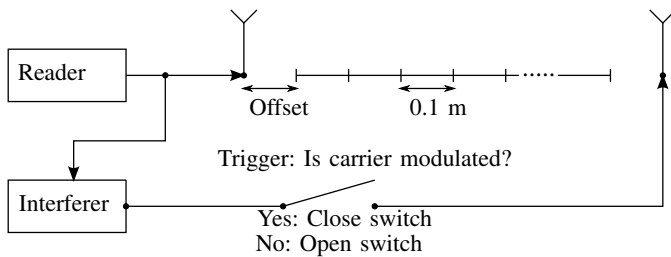 Reader
Offset
0.1 m
Trigger: Is carrier modulated?
Interferer
Yes: Close switch
No: Open switch